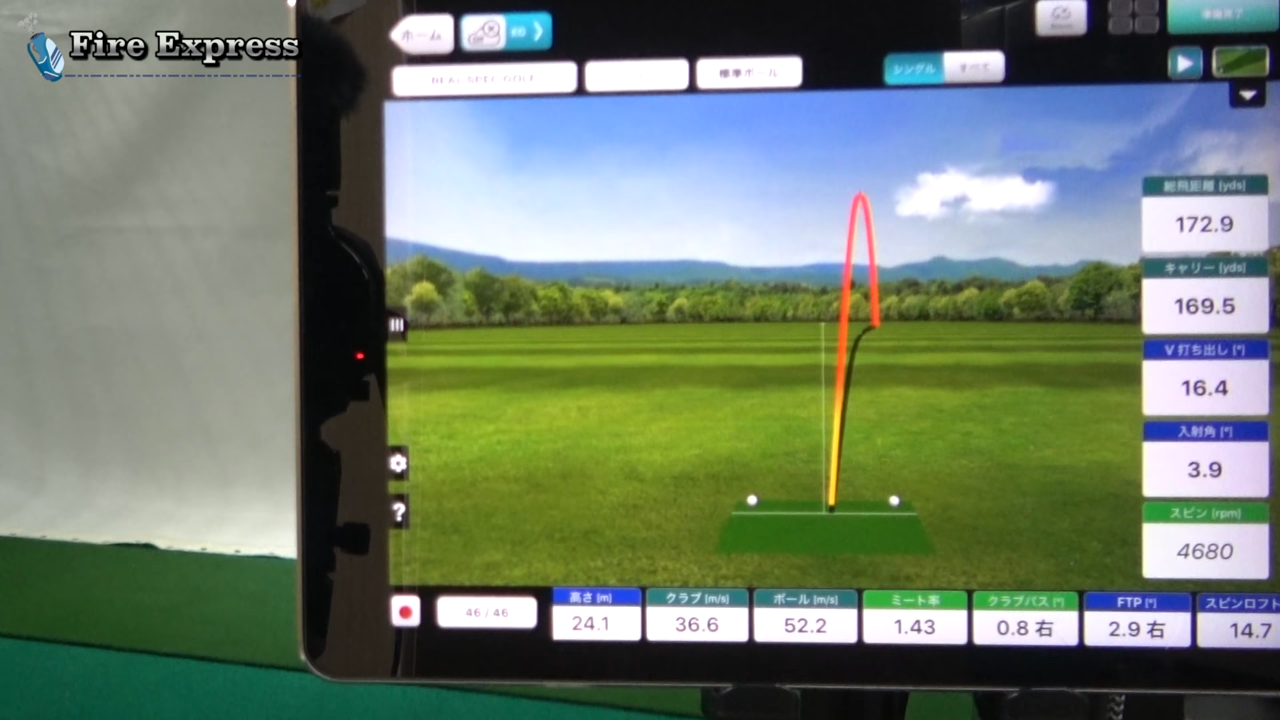 Fire Express
ホーム
標準ボール
シングル
すべて
総飛距離 [yds]
172.9
キャリー [yds]
169.5
V 打ち出し [°]
16.4
入射角 [°]
3.9
スピン [rpm]
4680
?
46 / 46
高さ [m]
24.1
クラブ [m/s]
36.6
ボール [m/s]
52.2
ミート率
1.43
クラブパス [°]
0.8 右
FTP [°]
2.9 右
スピンロフト
14.7